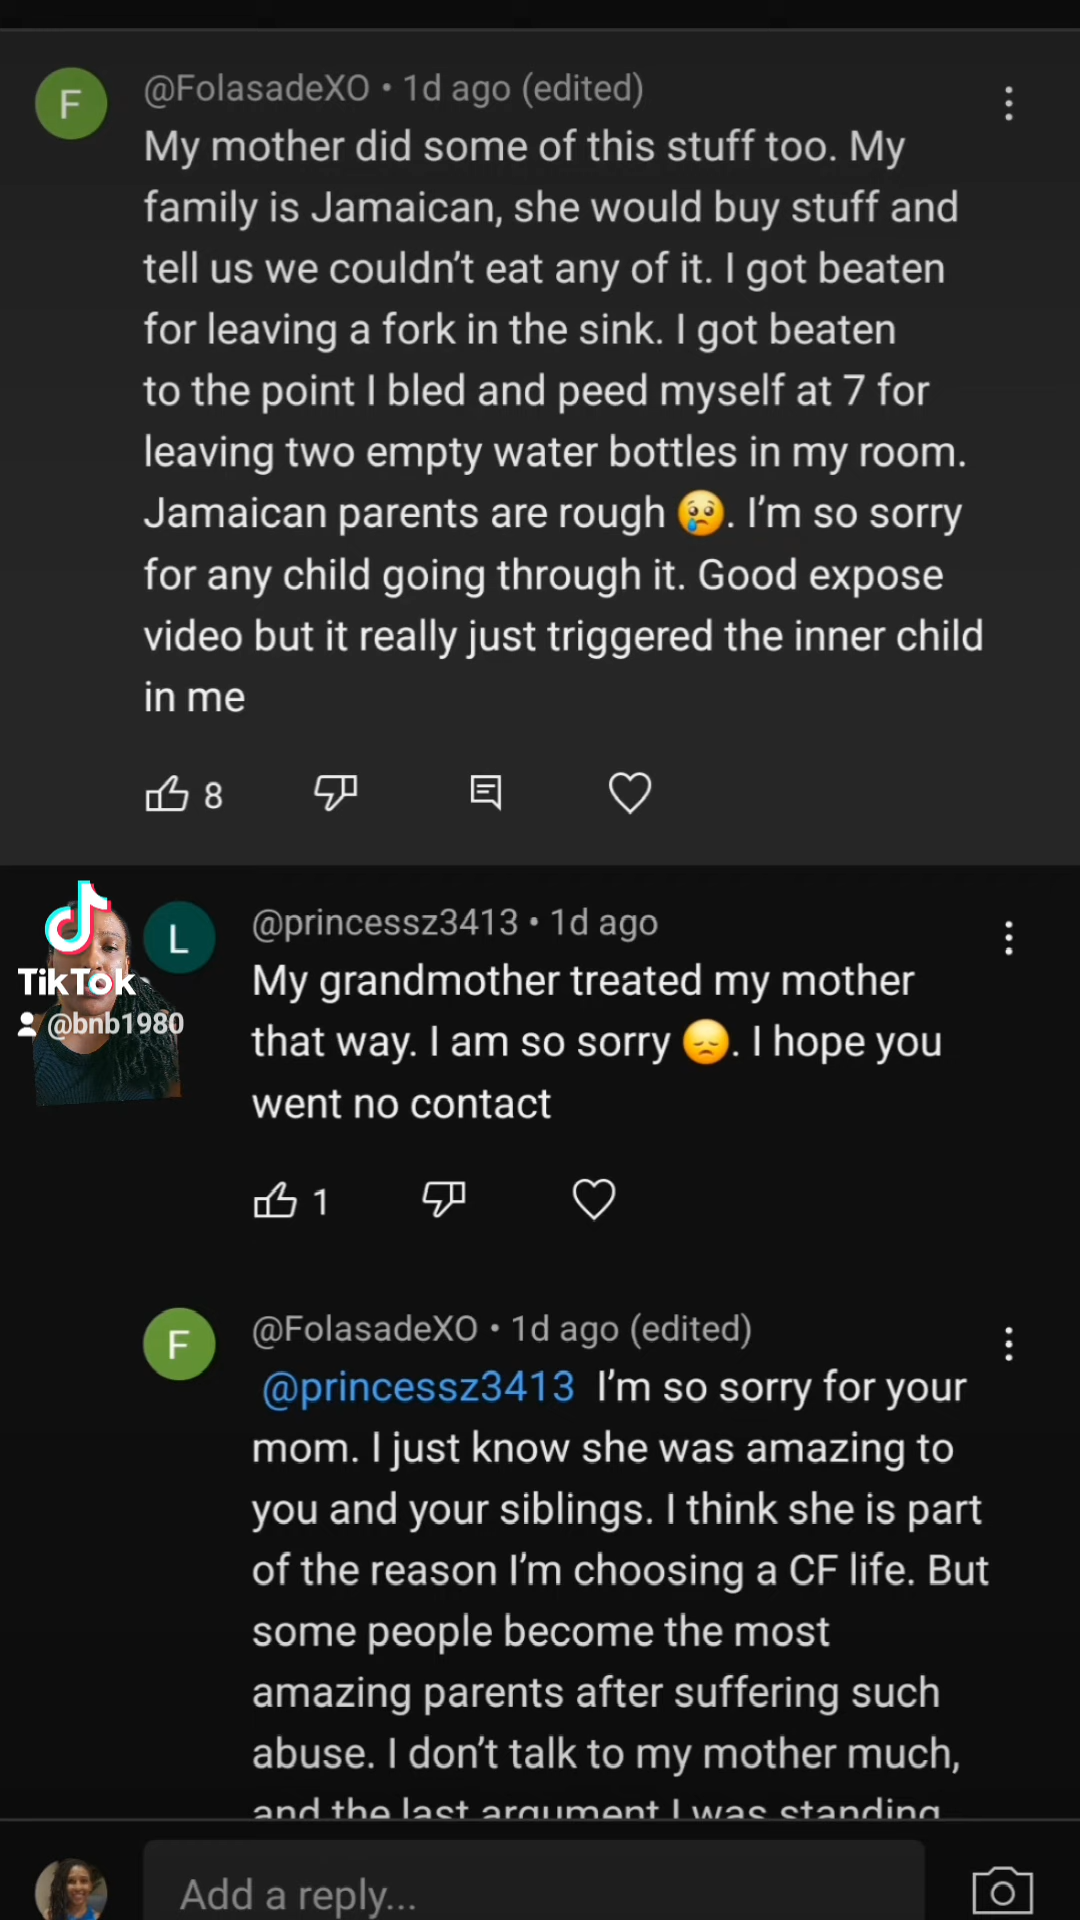 @FolasadeXO • 1d ago (edited)
F
My mother did some of this stuff too. My
family is Jamaican, she would buy stuff and
tell us we couldn't eat any of it. I got beaten
for leaving a fork in the sink. I got beaten
to the point I bled and peed myself at 7 for
leaving two empty water bottles in my room.
Jamaican parents are rough 😢. I'm so sorry
for any child going through it. Good expose
video but it really just triggered the inner child
in me
8
@princessz3413 • 1d ago
L
My grandmother treated my mother
that way. I am so sorry 😞. I hope you
went no contact
TikTok
@bnb1980
1
@FolasadeXO • 1d ago (edited)
F
@princessz3413 I'm so sorry for your
mom. I just know she was amazing to
you and your siblings. I think she is part
of the reason I'm choosing a CF life. But
some people become the most
amazing parents after suffering such
abuse. I don't talk to my mother much,
and the last argument I was standing
Add a reply...